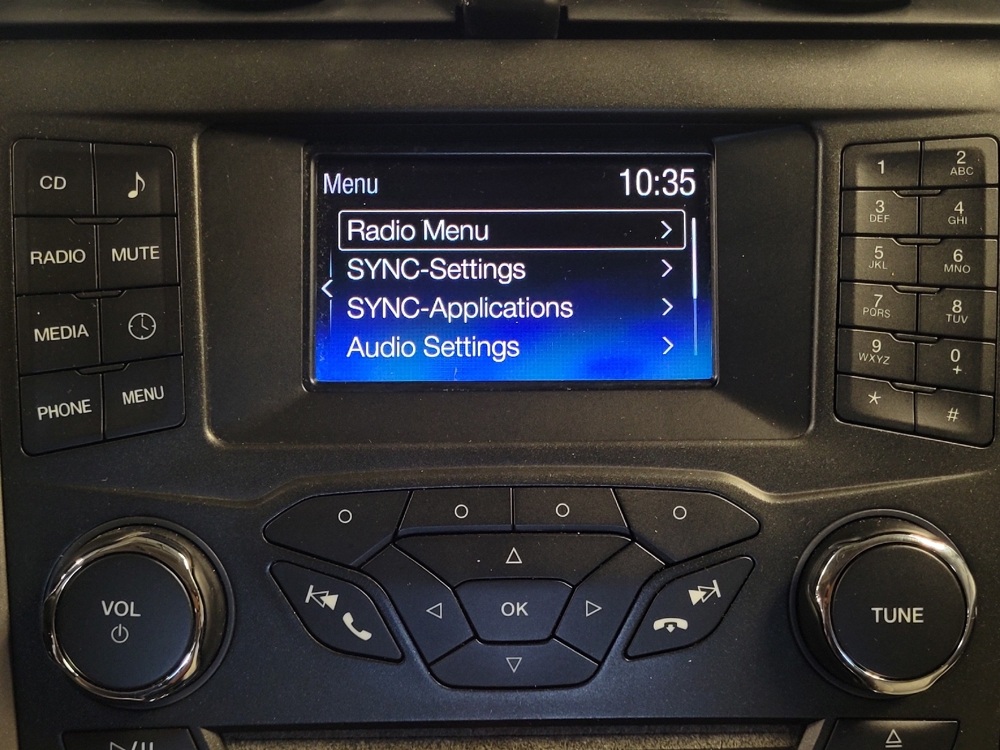 Menu 10:35
Radio Menu
SYNC-Settings
SYNC-Applications
Audio Settings
CD
RADIO MUTE
MEDIA
PHONE MENU
1 2 ABC
3 DEF 4 GHI
5 JKL 6 MNO
7 PQRS 8 TUV
9 WXYZ 0 +
* #
VOL
OK
TUNE